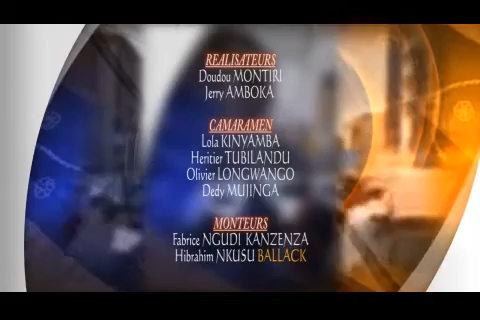 REALISATEURS
Doudou MONTIRI
Jerry AMBOKA
CAMARAMEN
Lola KINYAMBA
Heritier TUBILANDU
Olivier LONGWANGO
Dedy MUJINGA
MONTEURS
Fabrice NGUDI KANZENZA
Hibrahim NKUSU BALLACK